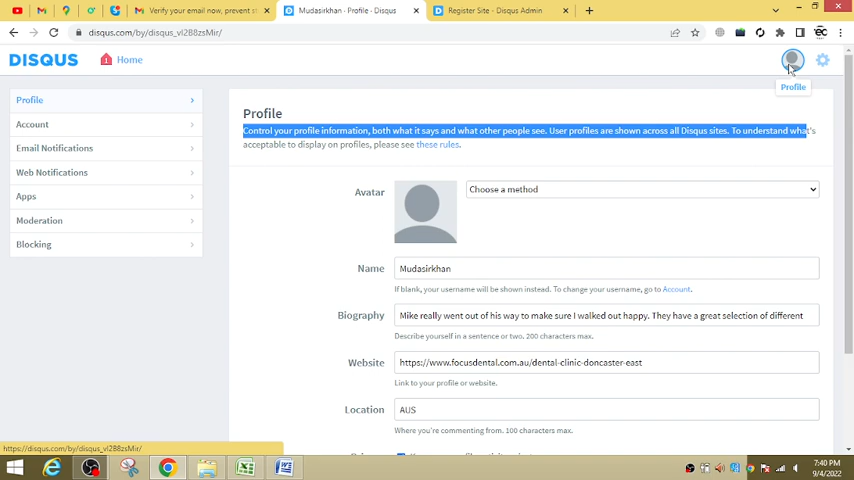 Verify your email now, prevent s
Mudasirkhan - Profile - Disqus
Register Site - Disqus Admin
disqus.com/by/disqus_vl2B8zsMir/
DISQUS
Home
Profile
Profile
Account
Email Notifications
Web Notifications
Apps
Moderation
Blocking
Profile
Control your profile information, both what it says and what other people see. User profiles are shown across all Disqus sites. To understand what's
acceptable to display on profiles, please see these rules.
Avatar
Choose a method
Name
Mudasirkhan
If blank, your username will be shown instead. To change your username, go to Account.
Biography
Mike really went out of his way to make sure I walked out happy. They have a great selection of different
Describe yourself in a sentence or two. 200 characters max.
Website
https://www.focusdental.com.au/dental-clinic-doncaster-east
Link to your profile or website.
Location
AUS
Where you're commenting from. 100 characters max.
https://disqus.com/by/disqus_vl2B8zsMir/
7:40 PM
9/4/2022